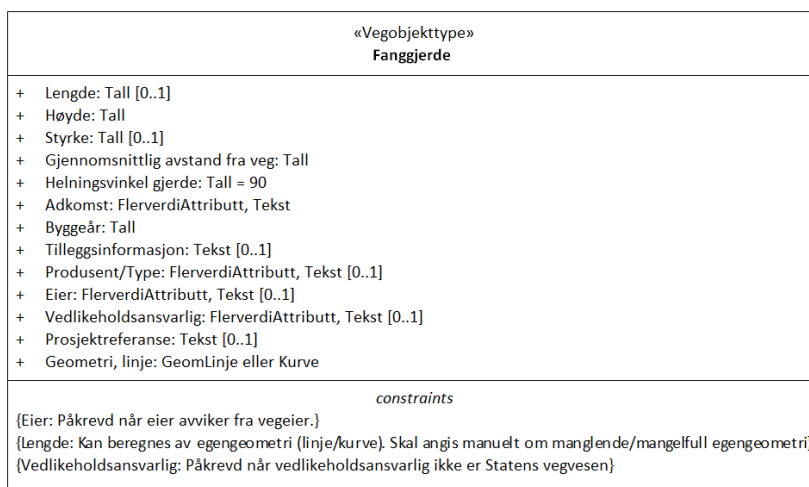 «Vegobjekttype»
Fanggjerde
+ Lengde: Tall [0..1]
+ Høyde: Tall
+ Styrke: Tall [0..1]
+ Gjennomsnittlig avstand fra veg: Tall
+ Helningsvinkel gjerde: Tall = 90
+ Adkomst: FlerverdiAttributt, Tekst
+ Byggeår: Tall
+ Tilleggsinformasjon: Tekst [0..1]
+ Produsent/Type: FlerverdiAttributt, Tekst [0..1]
+ Eier: FlerverdiAttributt, Tekst [0..1]
+ Vedlikeholdsansvarlig: FlerverdiAttributt, Tekst [0..1]
+ Prosjektreferanse: Tekst [0..1]
+ Geometri, linje: GeomLinje eller Kurve
constraints
{Eier: Påkrevd når eier avviker fra vegeier.}
{Lengde: Kan beregnes av egengeometri (linje/kurve). Skal angis manuelt om manglende/mangelfull egengeometri}
{Vedlikeholdsansvarlig: Påkrevd når vedlikeholdsansvarlig ikke er Statens vegvesen}